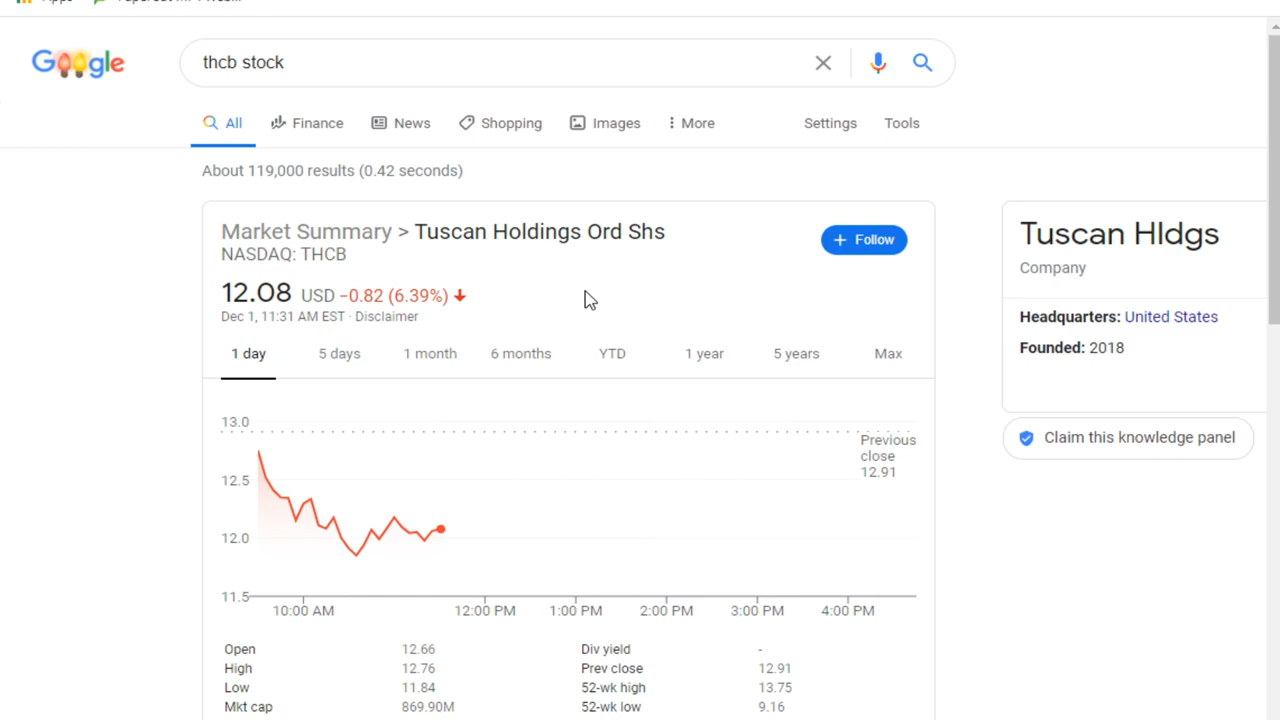 Apps
Google
thcb stock
All Finance News Shopping Images More Settings Tools
About 119,000 results (0.42 seconds)
Market Summary > Tuscan Holdings Ord Shs
NASDAQ: THCB
Follow
12.08 USD −0.82 (6.39%)
Dec 1, 11:31 AM EST · Disclaimer
1 day 5 days 1 month 6 months YTD 1 year 5 years Max
13.0
Previous
close
12.91
12.5
12.0
11.5
10:00 AM 12:00 PM 1:00 PM 2:00 PM 3:00 PM 4:00 PM
Open 12.66 Div yield -
High 12.76 Prev close 12.91
Low 11.84 52-wk high 13.75
Mkt cap 869.90M 52-wk low 9.16
Tuscan Hldgs
Company
Headquarters: United States
Founded: 2018
Claim this knowledge panel